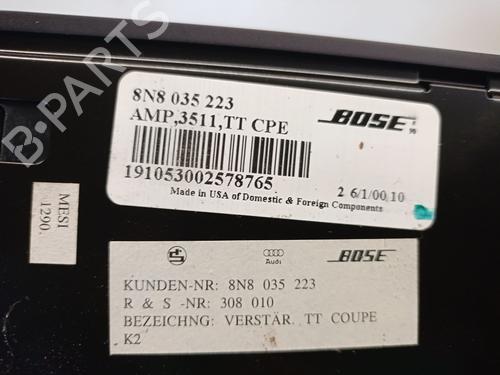 8N8 035 223
AMP,3511,TT CPE
BOSE
191053002578765
2 6/1/00,10
Made in USA of Domestic & Foreign Components
MESI
1290.
Audi
BOSE
KUNDEN-NR: 8N8 035 223
R & S -NR: 308 010
BEZEICHNG: VERSTÄR. TT COUPE
K2
B-PARTS